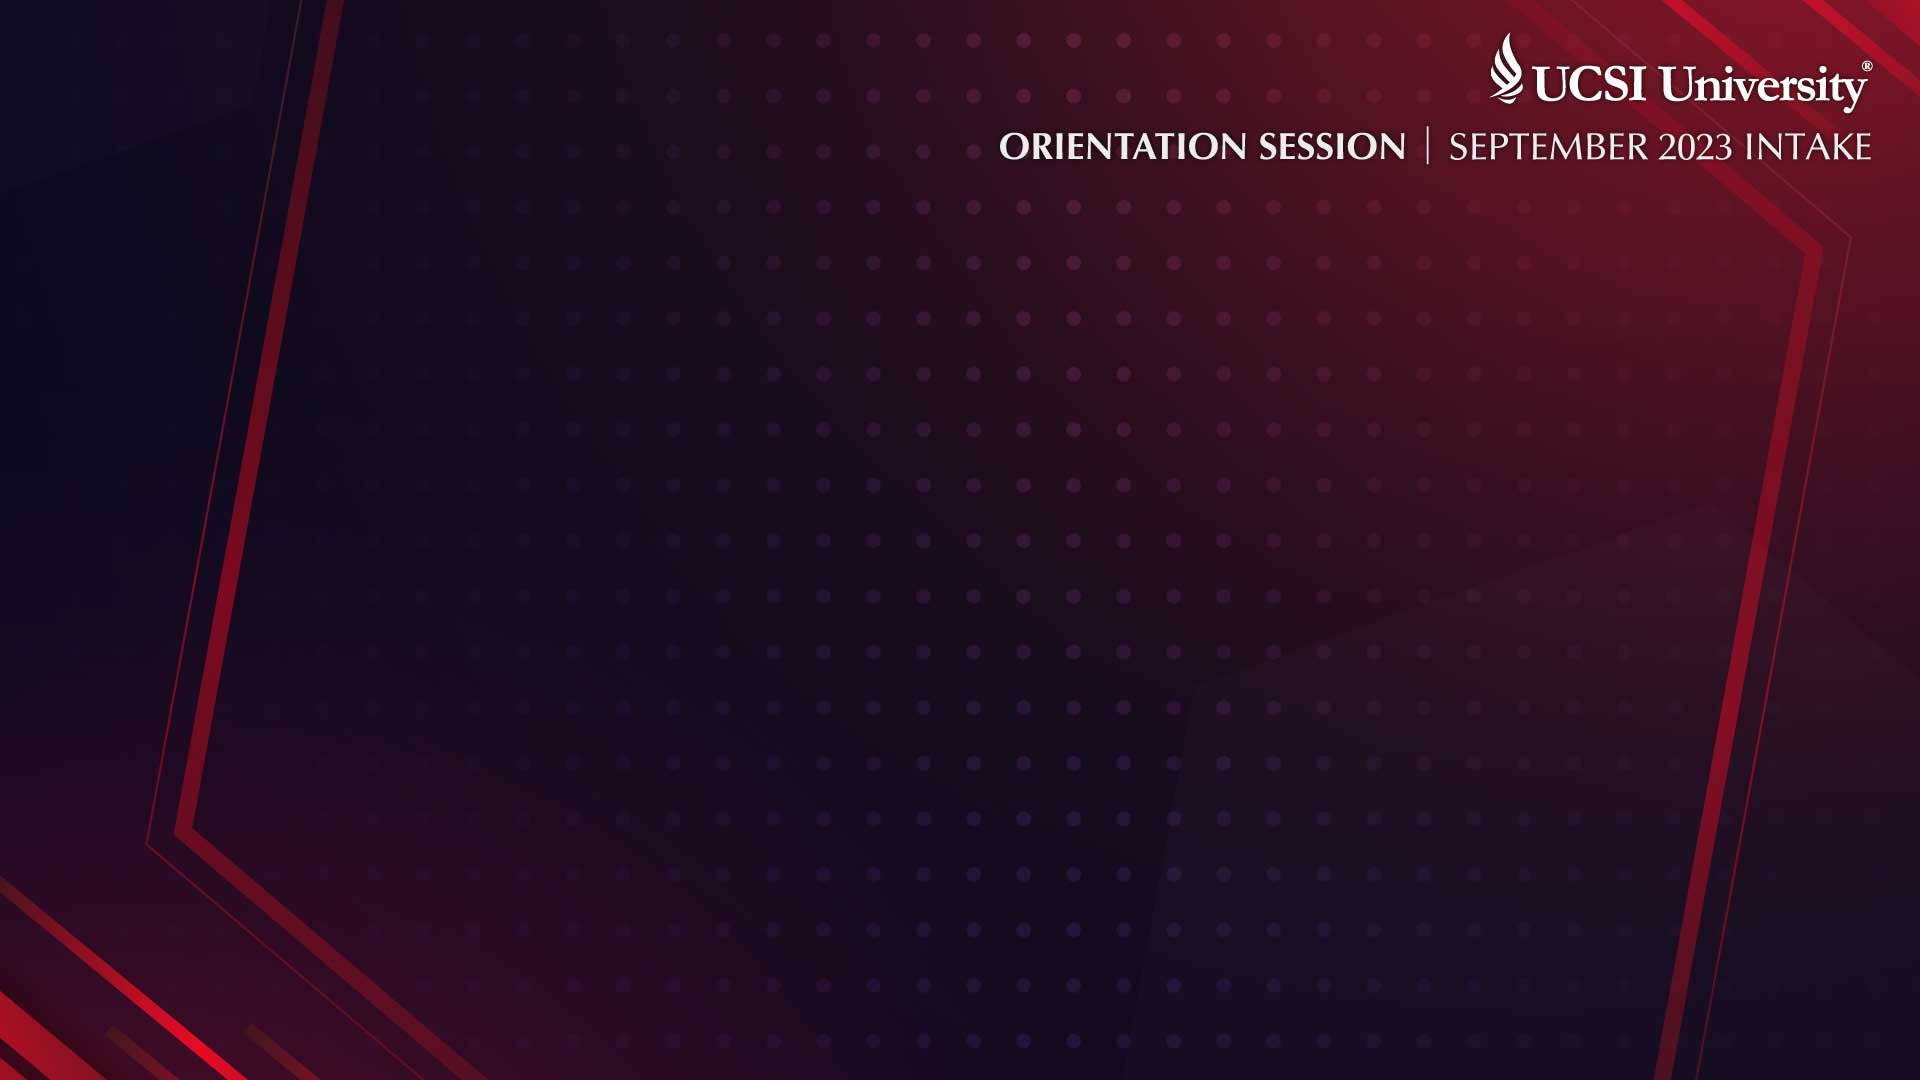 UCSI University®
ORIENTATION SESSION | SEPTEMBER 2023 INTAKE